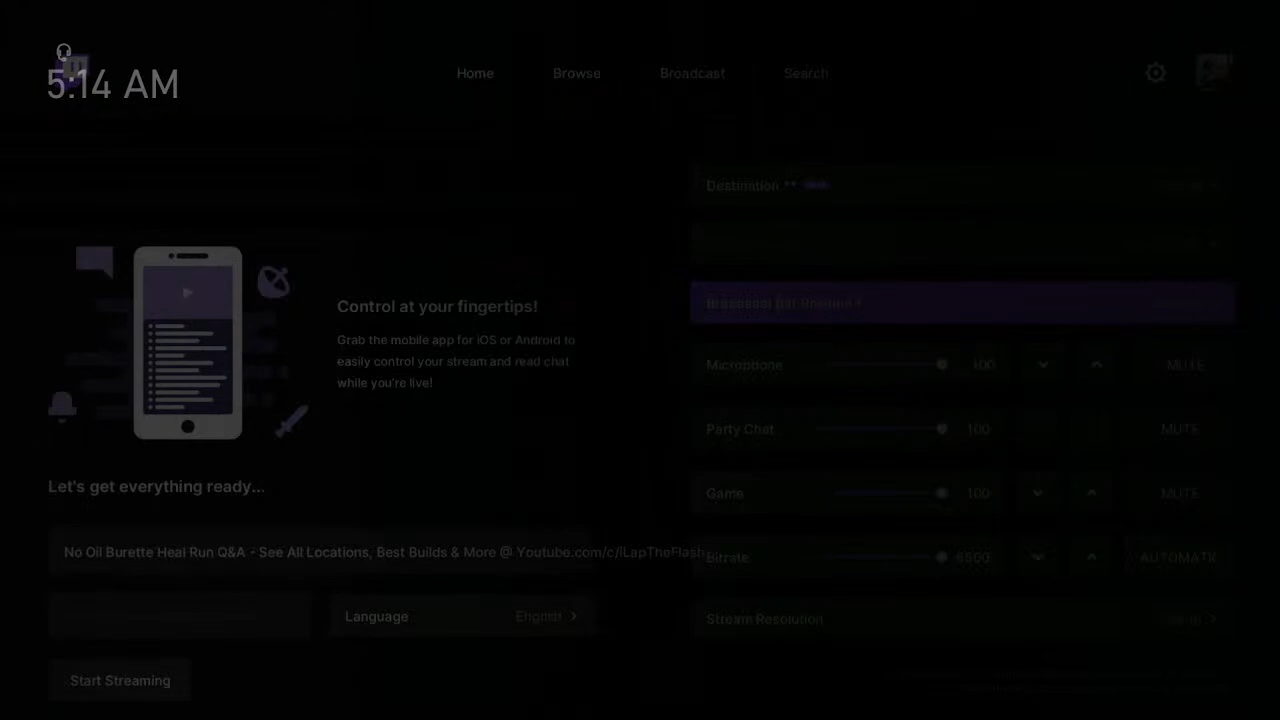 5:14 AM
Home
Browse
Broadcast
Search
Control at your fingertips!
Grab the mobile app for iOS or Android to
easily control your stream and read chat
while you're live!
Let's get everything ready...
No Oil Burette Heal Run Q&A - See All Locations, Best Builds & More @ Youtube.com/c/iLapTheFlash
Language
English
Start Streaming
Destination
Microphone
100
MUTE
Party Chat
100
MUTE
Game
100
MUTE
Bitrate
AUTOMATIC
Stream Resolution